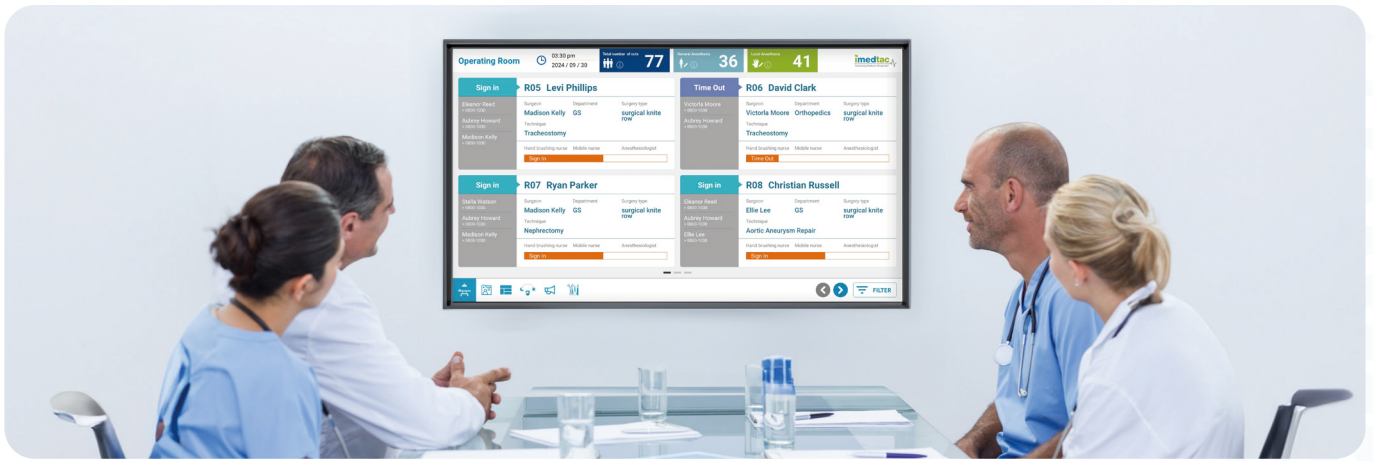 Operating Room
03:30 pm
2024 / 09 / 20
Total number of cuts
77
General Anesthesia
36
Local Anesthesia
41
imedtac
Sign in
R05 Levi Phillips
Eleanor Reed
Aubrey Howard
Madison Kelly
Surgeon Department Surgery type
Madison Kelly GS surgical knite
row
Technique
Tracheostomy
Hand brushing nurse Mobile nurse Anesthesiologist
Sign In
Time Out
R06 David Clark
Victoria Moore
Aubrey Howard
Surgeon Department Surgery type
Victorla Moore Orthopedics surgical knite
row
Technique
Tracheostomy
Hand brushing nurse Mobile nurse Anesthesiologist
Time Out
Sign in
R07 Ryan Parker
Stella Watson
Aubrey Howard
Madison Kelly
Surgeon Department Surgery type
Madison Kelly GS surgical knite
row
Technique
Nephrectomy
Hand brushing nurse Mobile nurse Anesthesiologist
Sign In
Sign in
R08 Christian Russell
Eleanor Reed
Aubrey Howard
Ellie Lee
Surgeon Department Surgery type
Ellie Lee GS surgical knite
row
Technique
Aortic Aneurysm Repair
Hand brushing nurse Mobile nurse Anesthesiologist
Sign In
FILTER